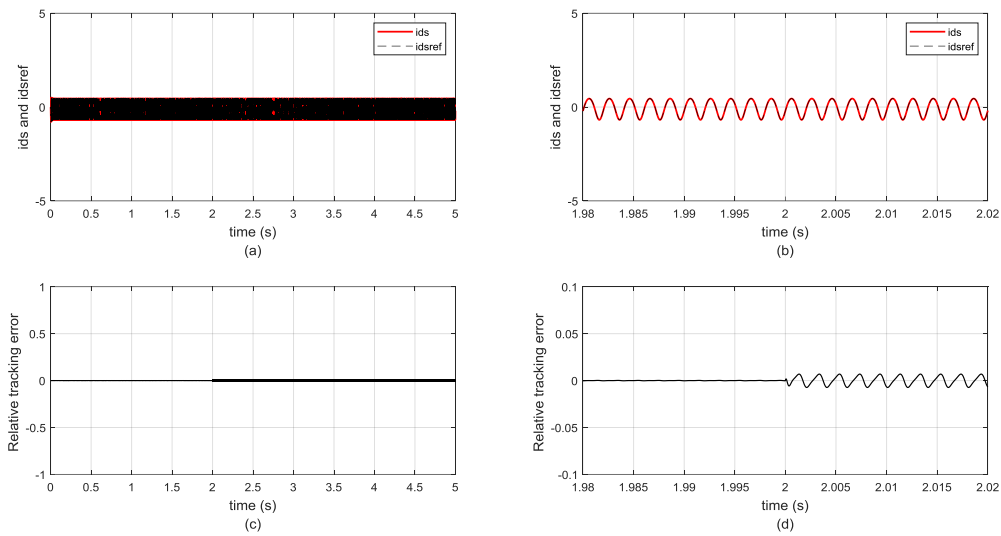 5
0
-5
ids and idsref
ids
idsref
0 0.5 1 1.5 2 2.5 3 3.5 4 4.5 5
time (s)
(a)
5
0
-5
ids and idsref
ids
idsref
1.98 1.985 1.99 1.995 2 2.005 2.01 2.015 2.02
time (s)
(b)
1
0.5
0
-0.5
-1
Relative tracking error
0 0.5 1 1.5 2 2.5 3 3.5 4 4.5 5
time (s)
(c)
0.1
0.05
0
-0.05
-0.1
Relative tracking error
1.98 1.985 1.99 1.995 2 2.005 2.01 2.015 2.02
time (s)
(d)